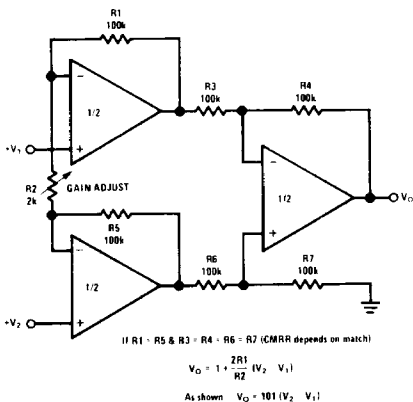 R1
100k
R3
100k
R4
100k
−
1/2
+
+V1
R2
2k
GAIN ADJUST
−
1/2
+
VO
R5
100k
R6
100k
R7
100k
−
1/2
+
+V2
If R1 = R5 & R3 = R4 = R6 = R7 (CMRR depends on match)
VO = 1 + 2R1/R2 (V2 V1)
As shown VO = 101 (V2 V1)